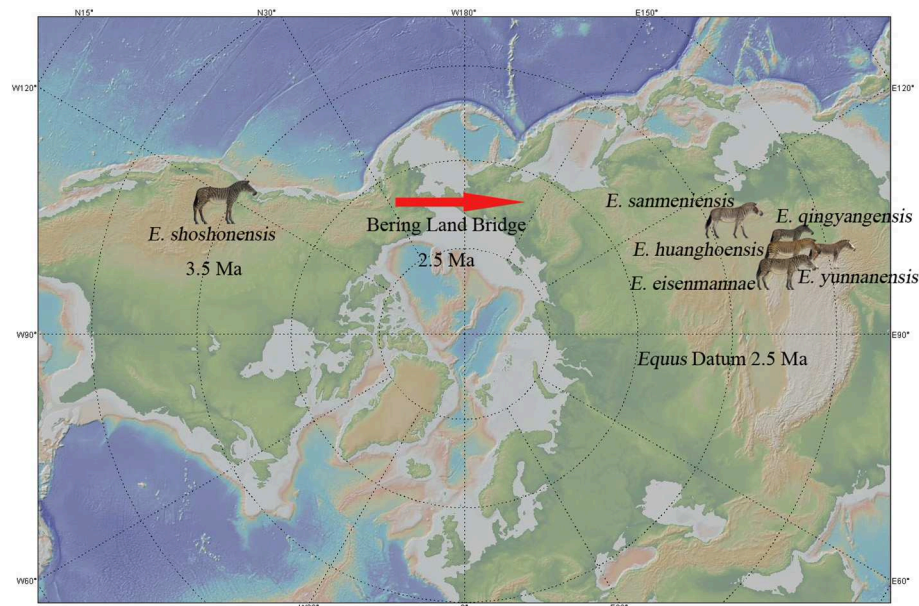 N15°
N30°
W180°
E150°
W120°
E120°
E. shoshonensis
3.5 Ma
Bering Land Bridge
2.5 Ma
E. sanmeniensis
E. qingyangensis
E. huanghoensis
E. eisenmannae
E. yunnanensis
W90°
E90°
Equus Datum 2.5 Ma
W60°
E60°